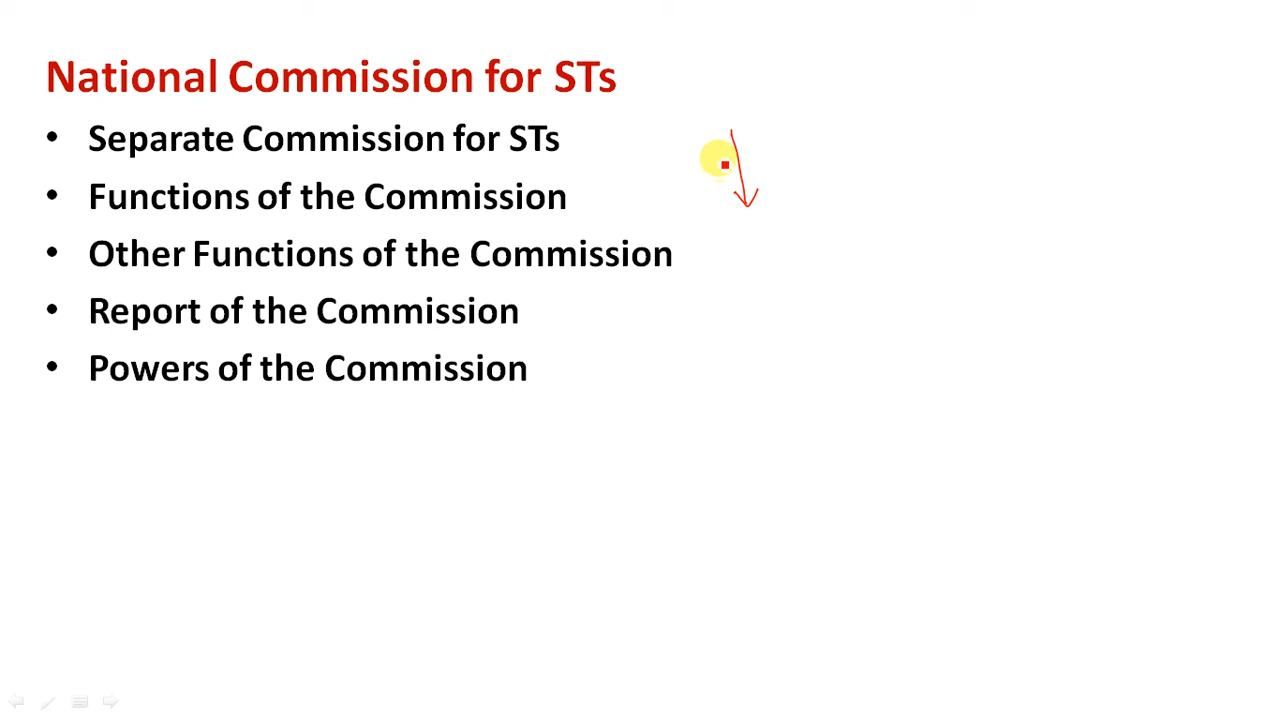 National Commission for STs
• Separate Commission for STs
• Functions of the Commission
• Other Functions of the Commission
• Report of the Commission
• Powers of the Commission